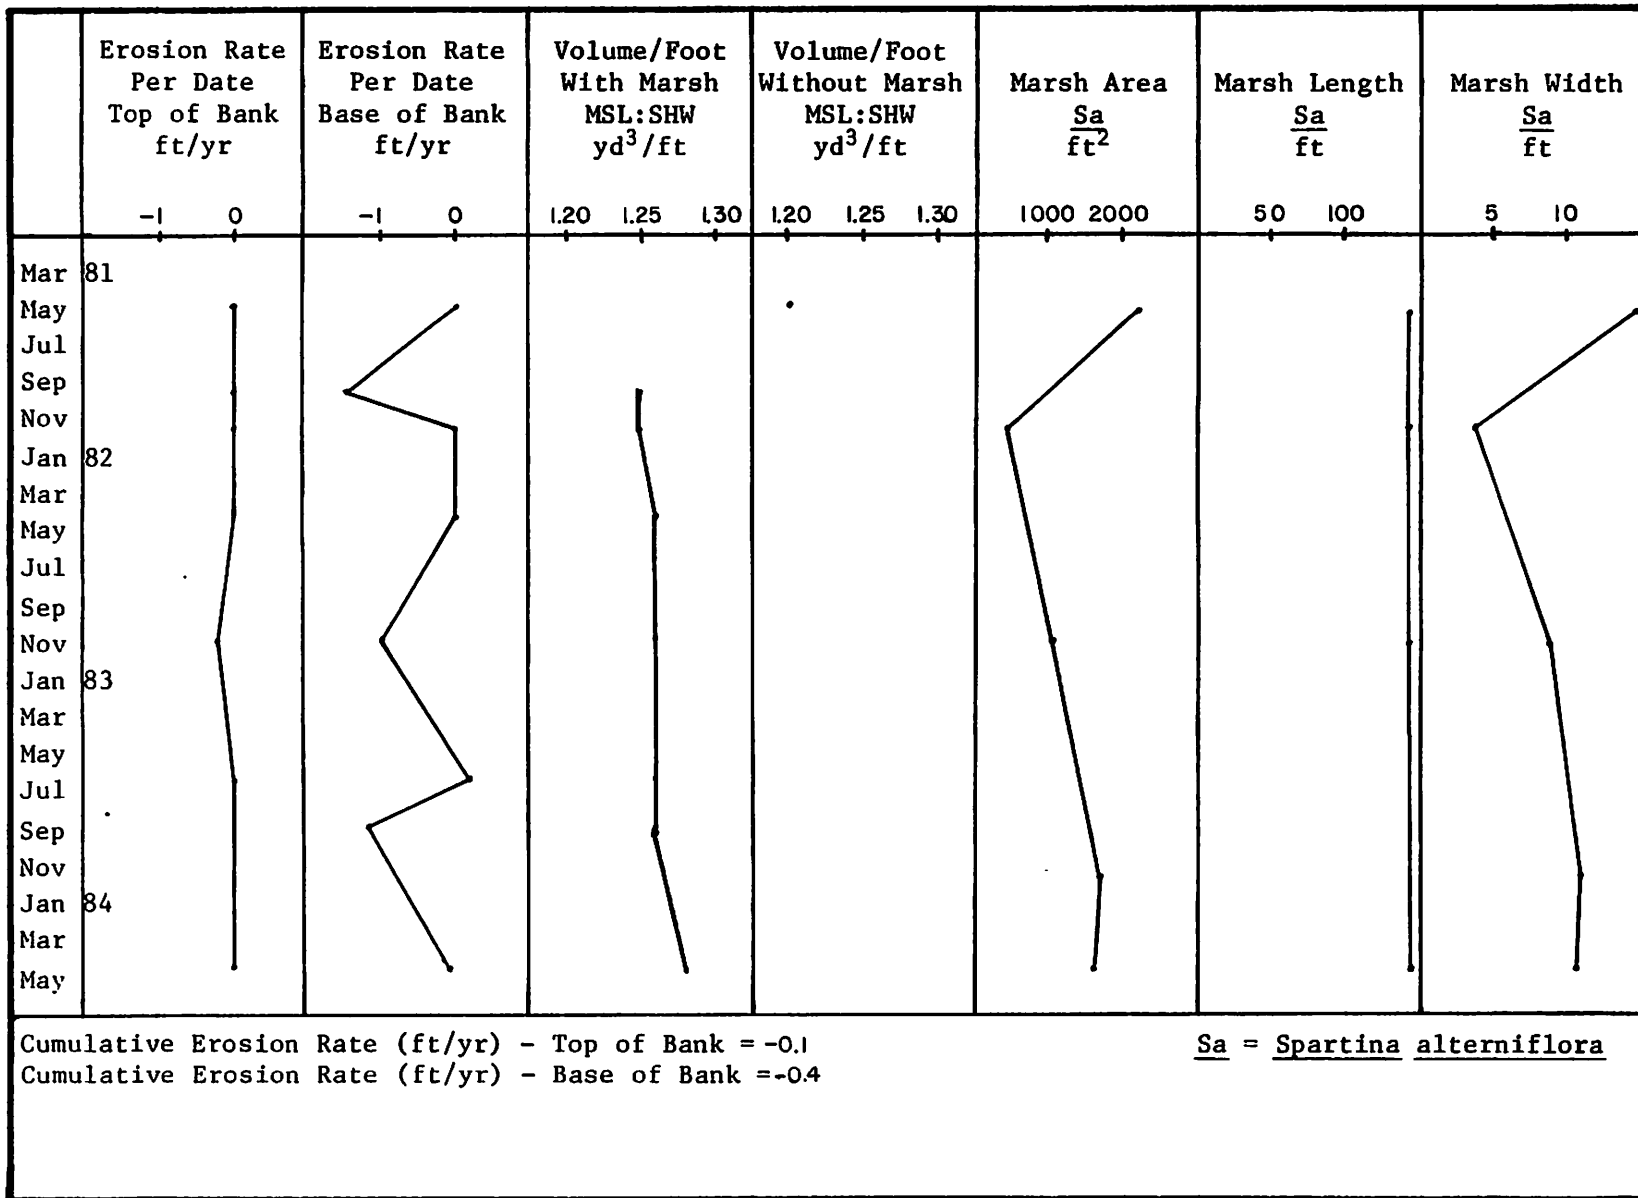 Erosion Rate
Per Date
Top of Bank
ft/yr
Erosion Rate
Per Date
Base of Bank
ft/yr
Volume/Foot
With Marsh
MSL:SHW
yd³/ft
Volume/Foot
Without Marsh
MSL:SHW
yd³/ft
Marsh Area
Sa
ft²
Marsh Length
Sa
ft
Marsh Width
Sa
ft
-1 0 -1 0 1.20 1.25 1.30 1.20 1.25 1.30 1000 2000 50 100 5 10
Mar 81
May
Jul
Sep
Nov
Jan 82
Mar
May
Jul
Sep
Nov
Jan 83
Mar
May
Jul
Sep
Nov
Jan 84
Mar
May
Cumulative Erosion Rate (ft/yr) - Top of Bank = -0.1
Cumulative Erosion Rate (ft/yr) - Base of Bank =-0.4
Sa = Spartina alterniflora